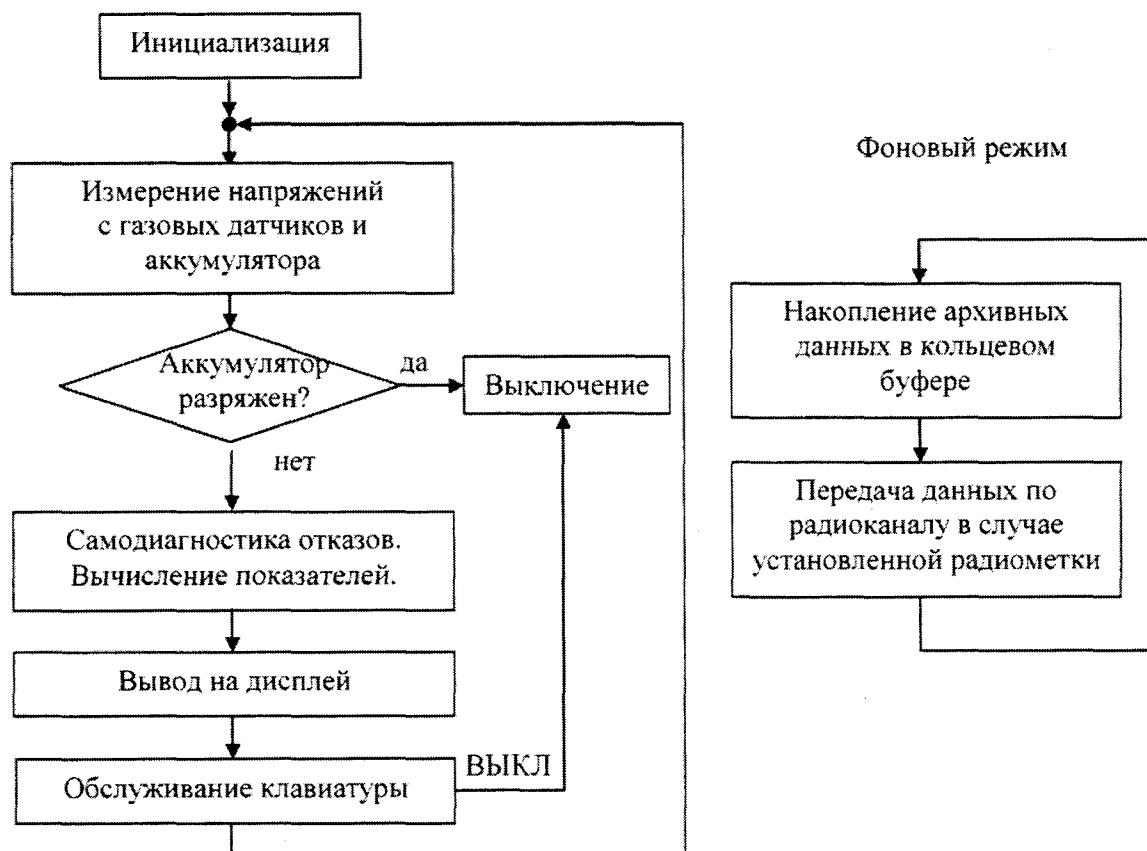 Инициализация
Измерение напряжений
с газовых датчиков и
аккумулятора
Аккумулятор
разряжен?
да
Выключение
нет
Самодиагностика отказов.
Вычисление показателей.
Вывод на дисплей
Обслуживание клавиатуры
ВЫКЛ
Фоновый режим
Накопление архивных
данных в кольцевом
буфере
Передача данных по
радиоканалу в случае
установленной радиометки